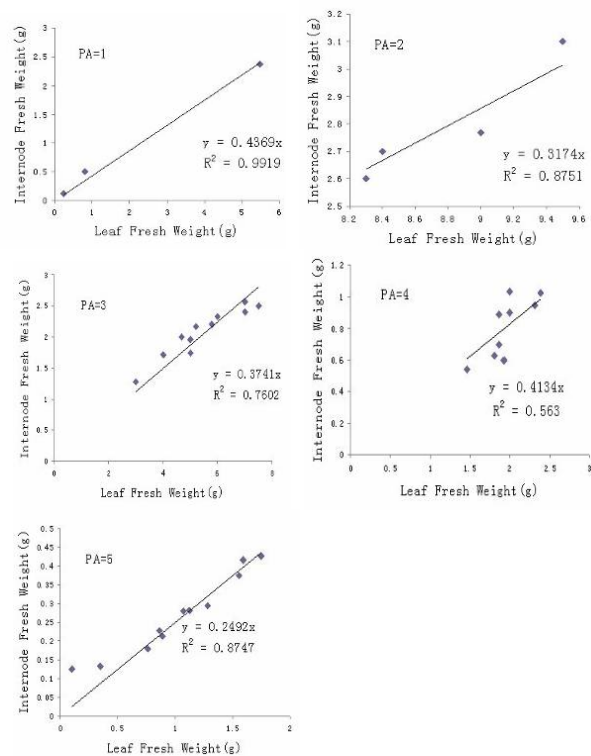 PA=1
Internode Fresh Weight(g)
3
2.5
2
1.5
1
0.5
0
y = 0.4369x
R² = 0.9919
0 1 2 3 4 5 6
Leaf Fresh Weight(g)
PA=2
Internode Fresh Weight(g)
3.2
3.1
3
2.9
2.8
2.7
2.6
2.5
y = 0.3174x
R² = 0.8751
8.2 8.4 8.6 8.8 9 9.2 9.4 9.6
Leaf Fresh Weight(g)
PA=3
Internode Fresh Weight(g)
3
2.5
2
1.5
1
0.5
0
y = 0.3741x
R² = 0.7602
0 2 4 6 8
Leaf Fresh Weight(g)
PA=4
Internode Fresh Weight(g)
1.2
1
0.8
0.6
0.4
0.2
0
y = 0.4134x
R² = 0.563
0 0.5 1 1.5 2 2.5 3
Leaf Fresh Weight(g)
PA=5
Internode Fresh Weight(g)
0.5
0.45
0.4
0.35
0.3
0.25
0.2
0.15
0.1
0.05
0
y = 0.2492x
R² = 0.8747
0 0.5 1 1.5 2
Leaf Fresh Weight(g)